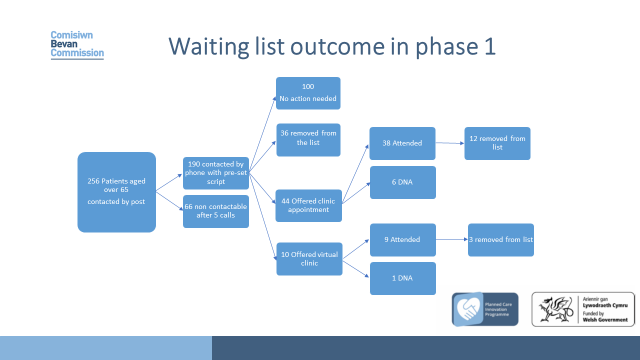 Comisiwn
Bevan
Commission
Waiting list outcome in phase 1
256 Patients aged
over 65
contacted by post
190 contacted by
phone with pre-set
script
66 non contactable
after 5 calls
100
No action needed
36 removed from
the list
44 Offered clinic
appointment
10 Offered virtual
clinic
38 Attended
6 DNA
9 Attended
1 DNA
12 removed from
list
3 removed from list
Planned Care
Innovation
Programme
Ariennir gan
Lywodraeth Cymru
Funded by
Welsh Government